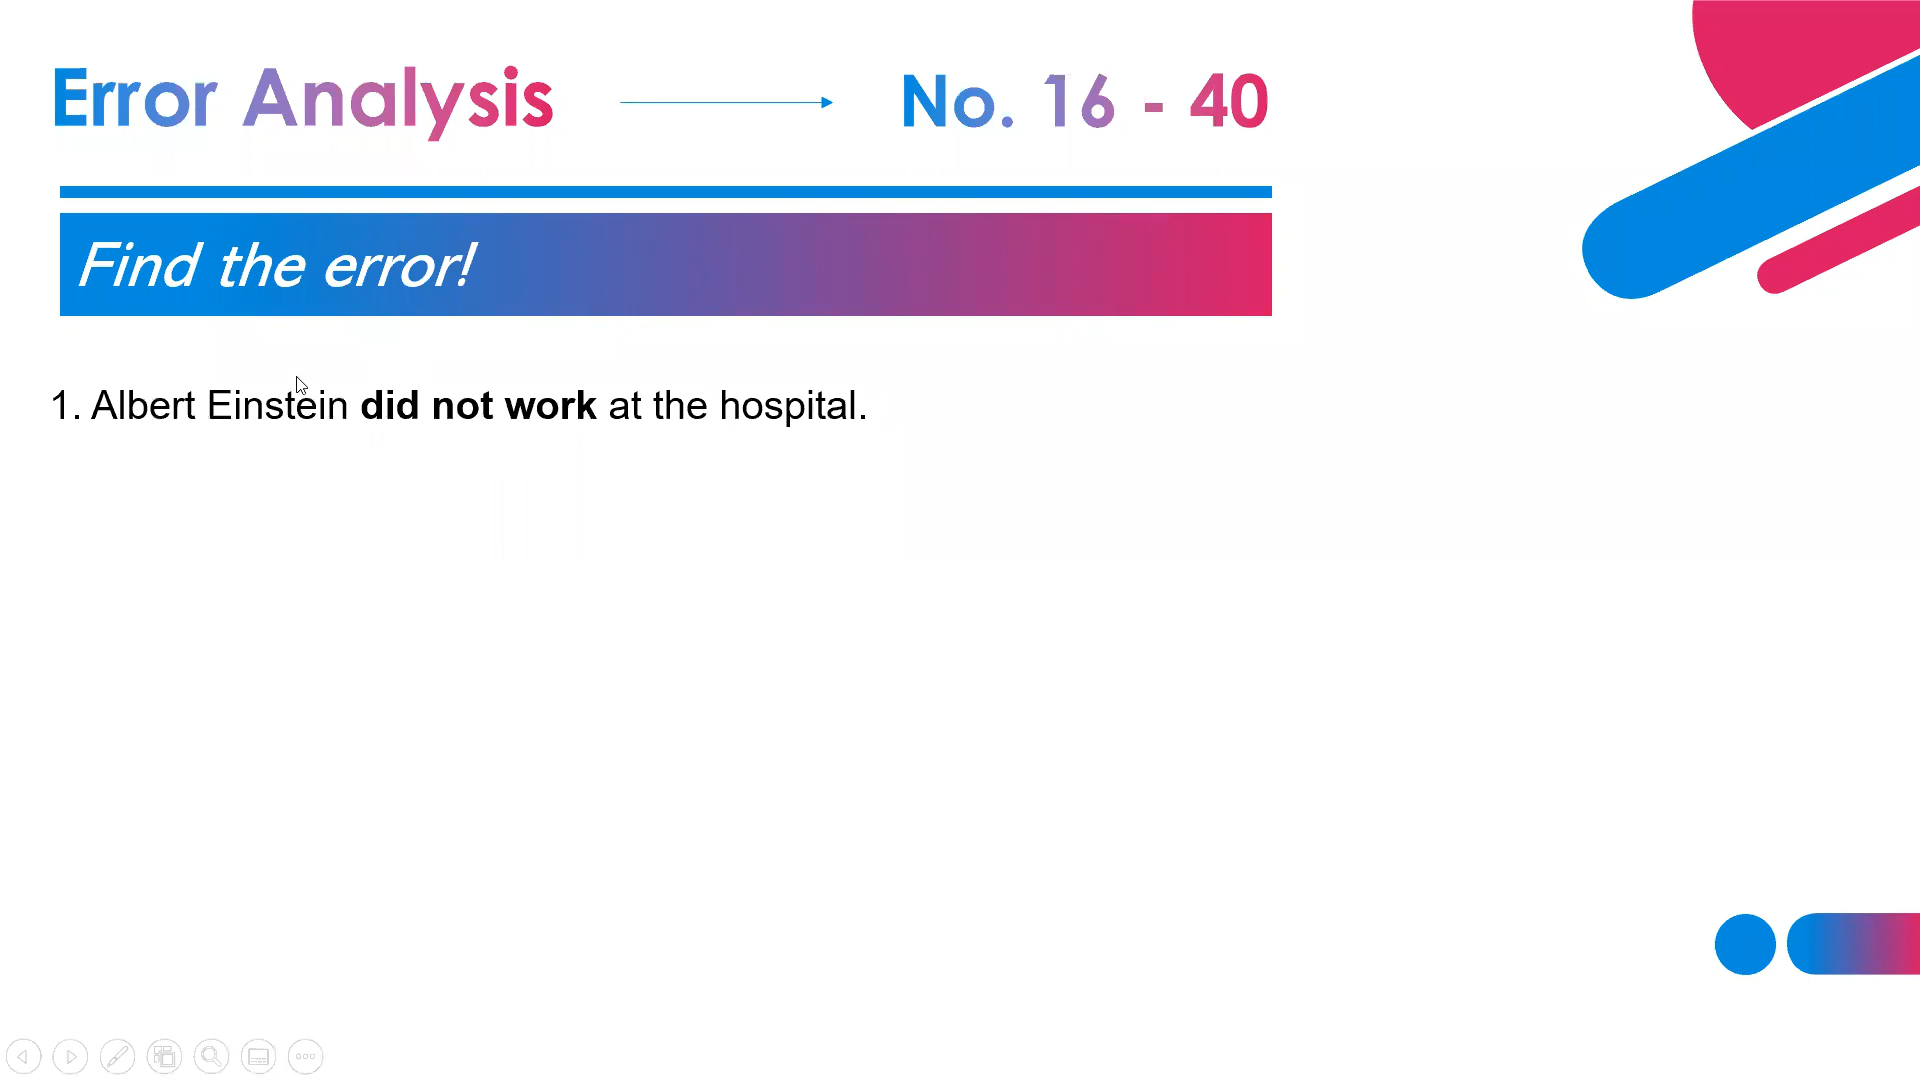 Error Analysis
No. 16 - 40
Find the error!
1. Albert Einstein did not work at the hospital.